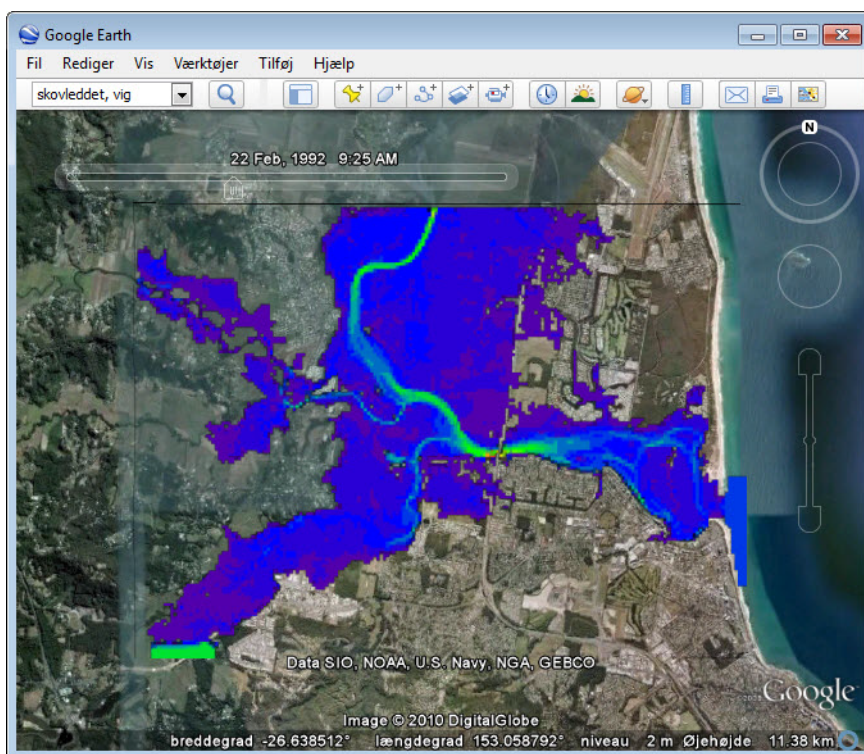 Google Earth
Fil Rediger Vis Værktøjer Tilføj Hjælp
skovleddet, vig
22 Feb, 1992 9:25 AM
N
Data SIO, NOAA, U.S. Navy, NGA, GEBCO
Google
Image © 2010 DigitalGlobe
breddegrad -26.638512° længdegrad 153.058792° niveau 2 m Øjehøjde 11.38 km